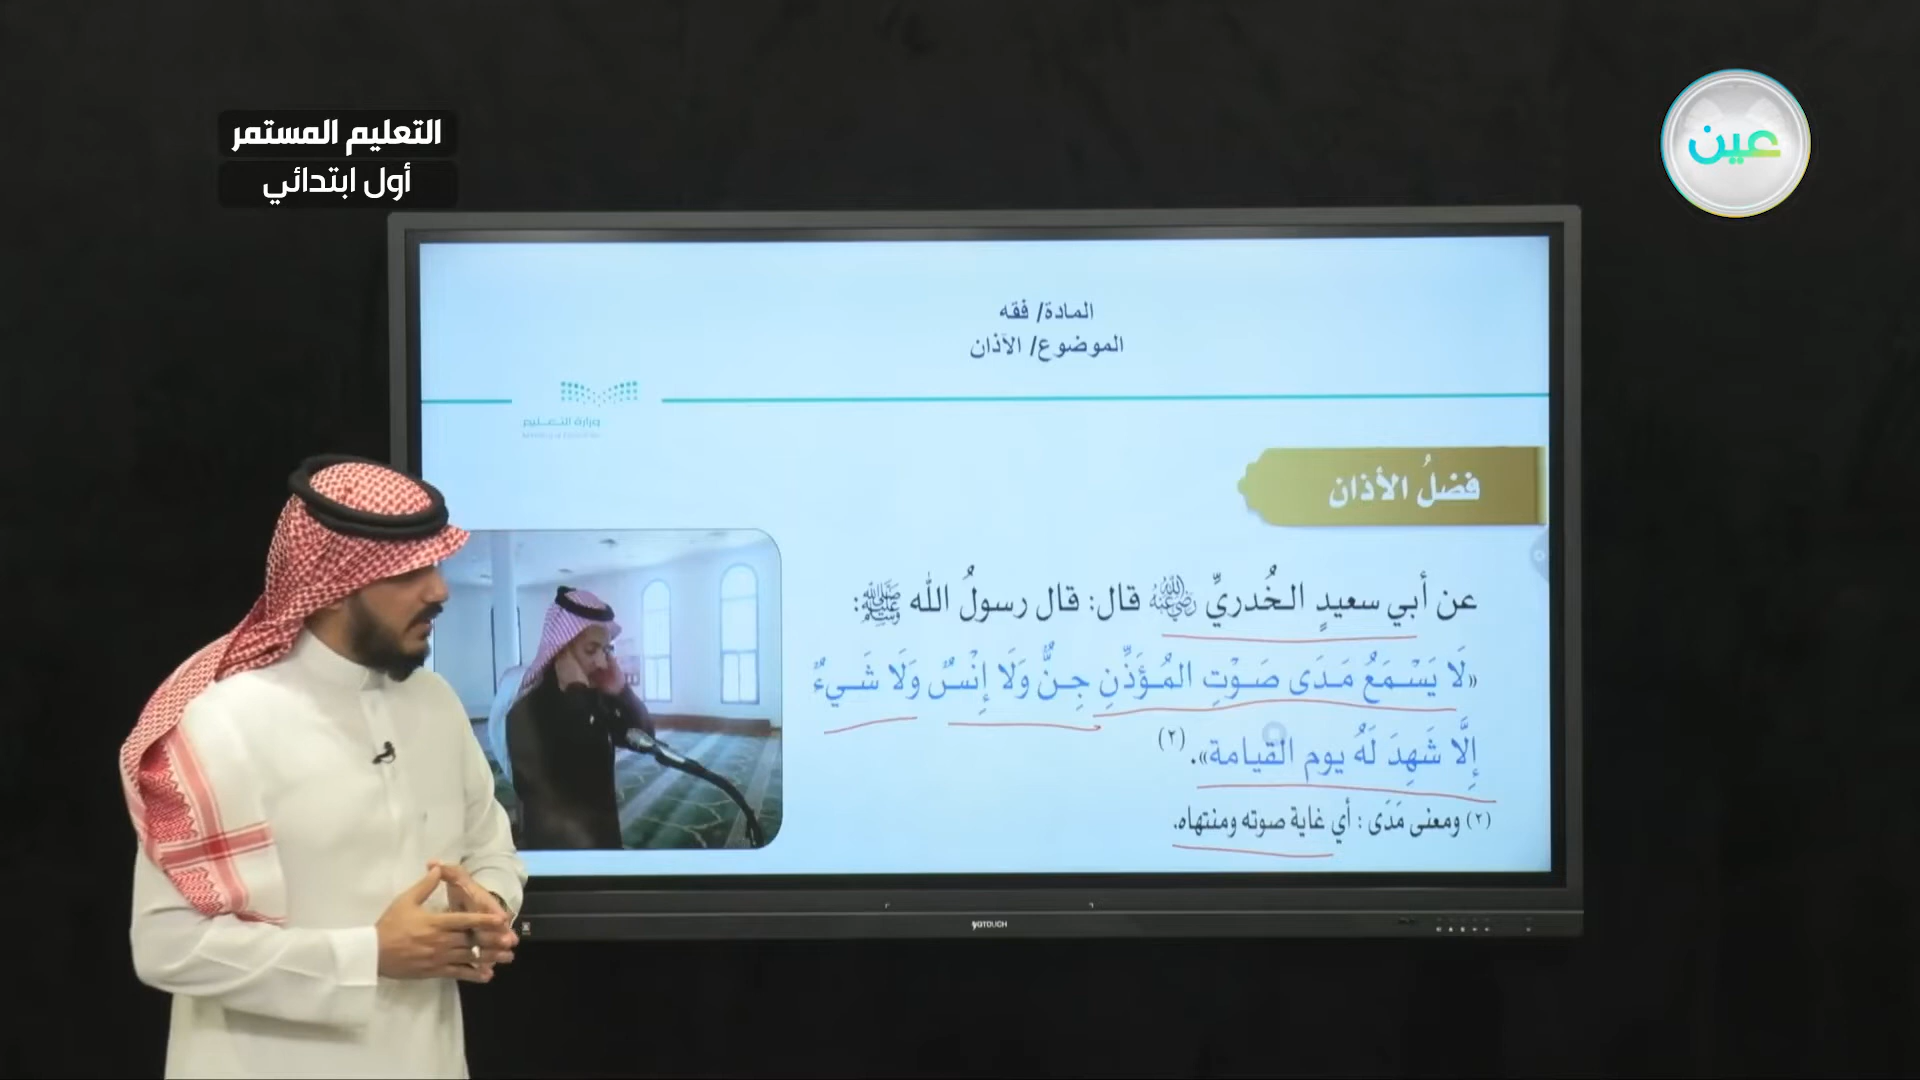 التعليم المستمر
أول ابتدائي
عين
المادة/ فقه
الموضوع/ الآذان
وزارة التعليم
فضلُ الأذان
عن أبي سعيدٍ الخُدريِّ رضي الله عنه قال: قال رسولُ الله ﷺ:
«لَا يَسْمَعُ مَدَى صَوْتِ المُؤَذِّنِ جِنٌّ وَلَا إِنْسٌ وَلَا شَيءٌ
إِلَّا شَهِدَ لَهُ يوم القيامة». (٢)
(٢) ومعنى مَدَى : أي غاية صوته ومنتهاه.
YQTOUCH